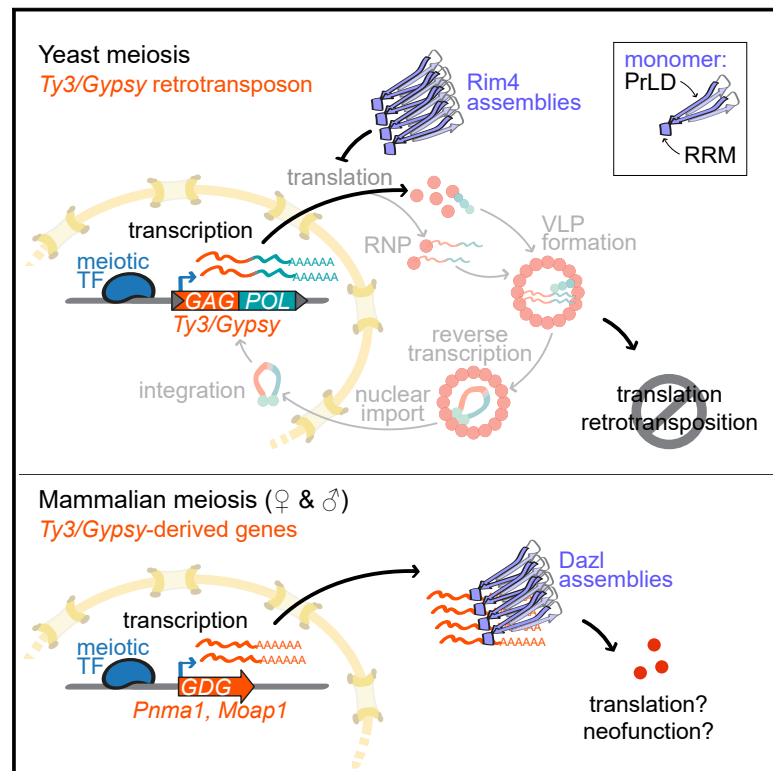 Yeast meiosis
Ty3/Gypsy retrotransposon
Rim4
assemblies
monomer:
PrLD
RRM
translation
transcription
meiotic
TF
AAAAAA
AAAAAA
GAG POL
Ty3/Gypsy
RNP
VLP
formation
reverse
transcription
nuclear
import
integration
translation
retrotransposition
Mammalian meiosis (♀ & ♂)
Ty3/Gypsy-derived genes
Dazl
assemblies
transcription
meiotic
TF
AAAAAA
AAAAAA
GDG
Pnma1, Moap1
AAAAAA
translation?
neofunction?